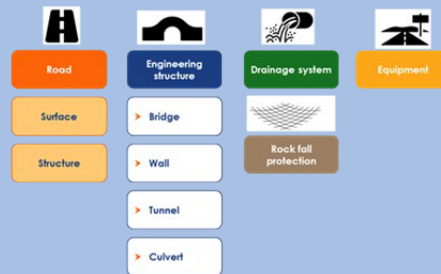 Road
Engineering
structure
Drainage system
Equipment
Surface
Bridge
Rock fall
protection
Structure
Wall
Tunnel
Culvert